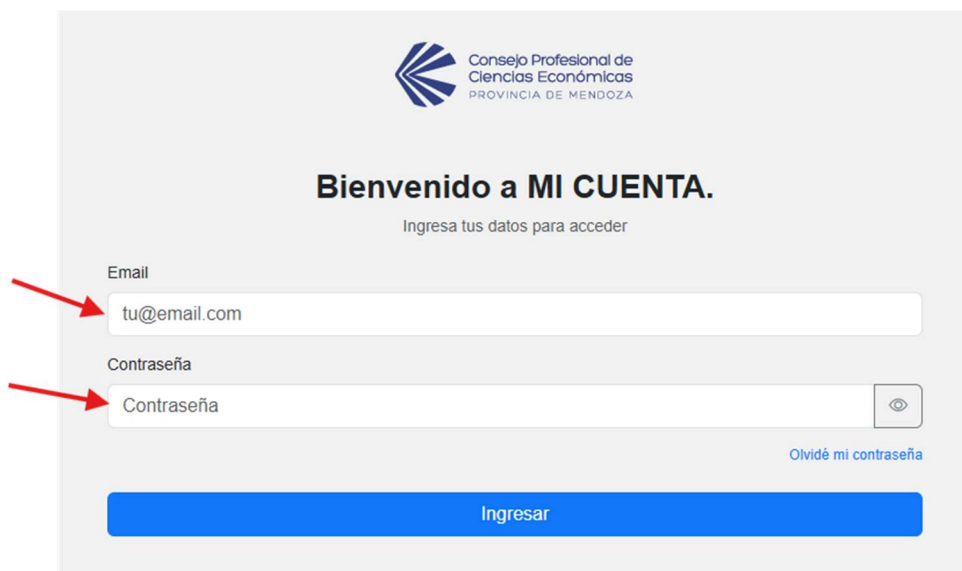 Consejo Profesional de
Ciencias Económicas
PROVINCIA DE MENDOZA
Bienvenido a MI CUENTA.
Ingresa tus datos para acceder
Email
tu@email.com
Contraseña
Contraseña
Olvidé mi contraseña
Ingresar